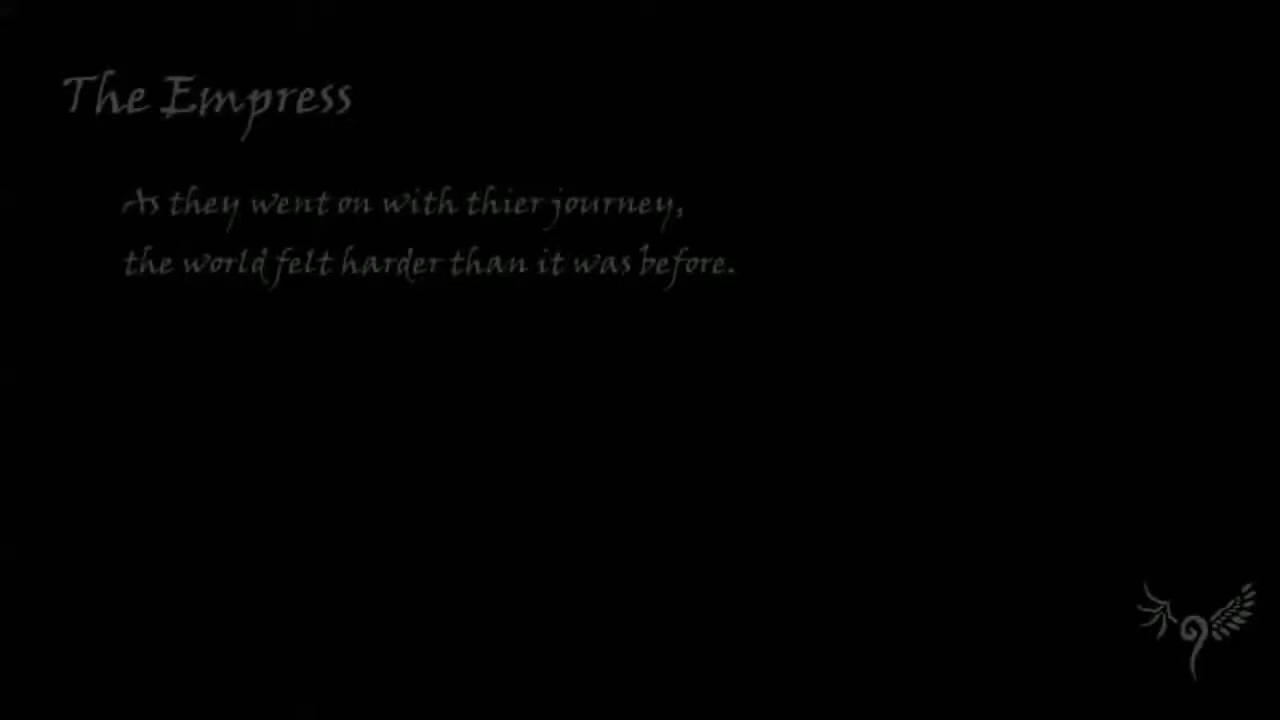 The Empress
As they went on with thier journey,
the world felt harder than it was before.